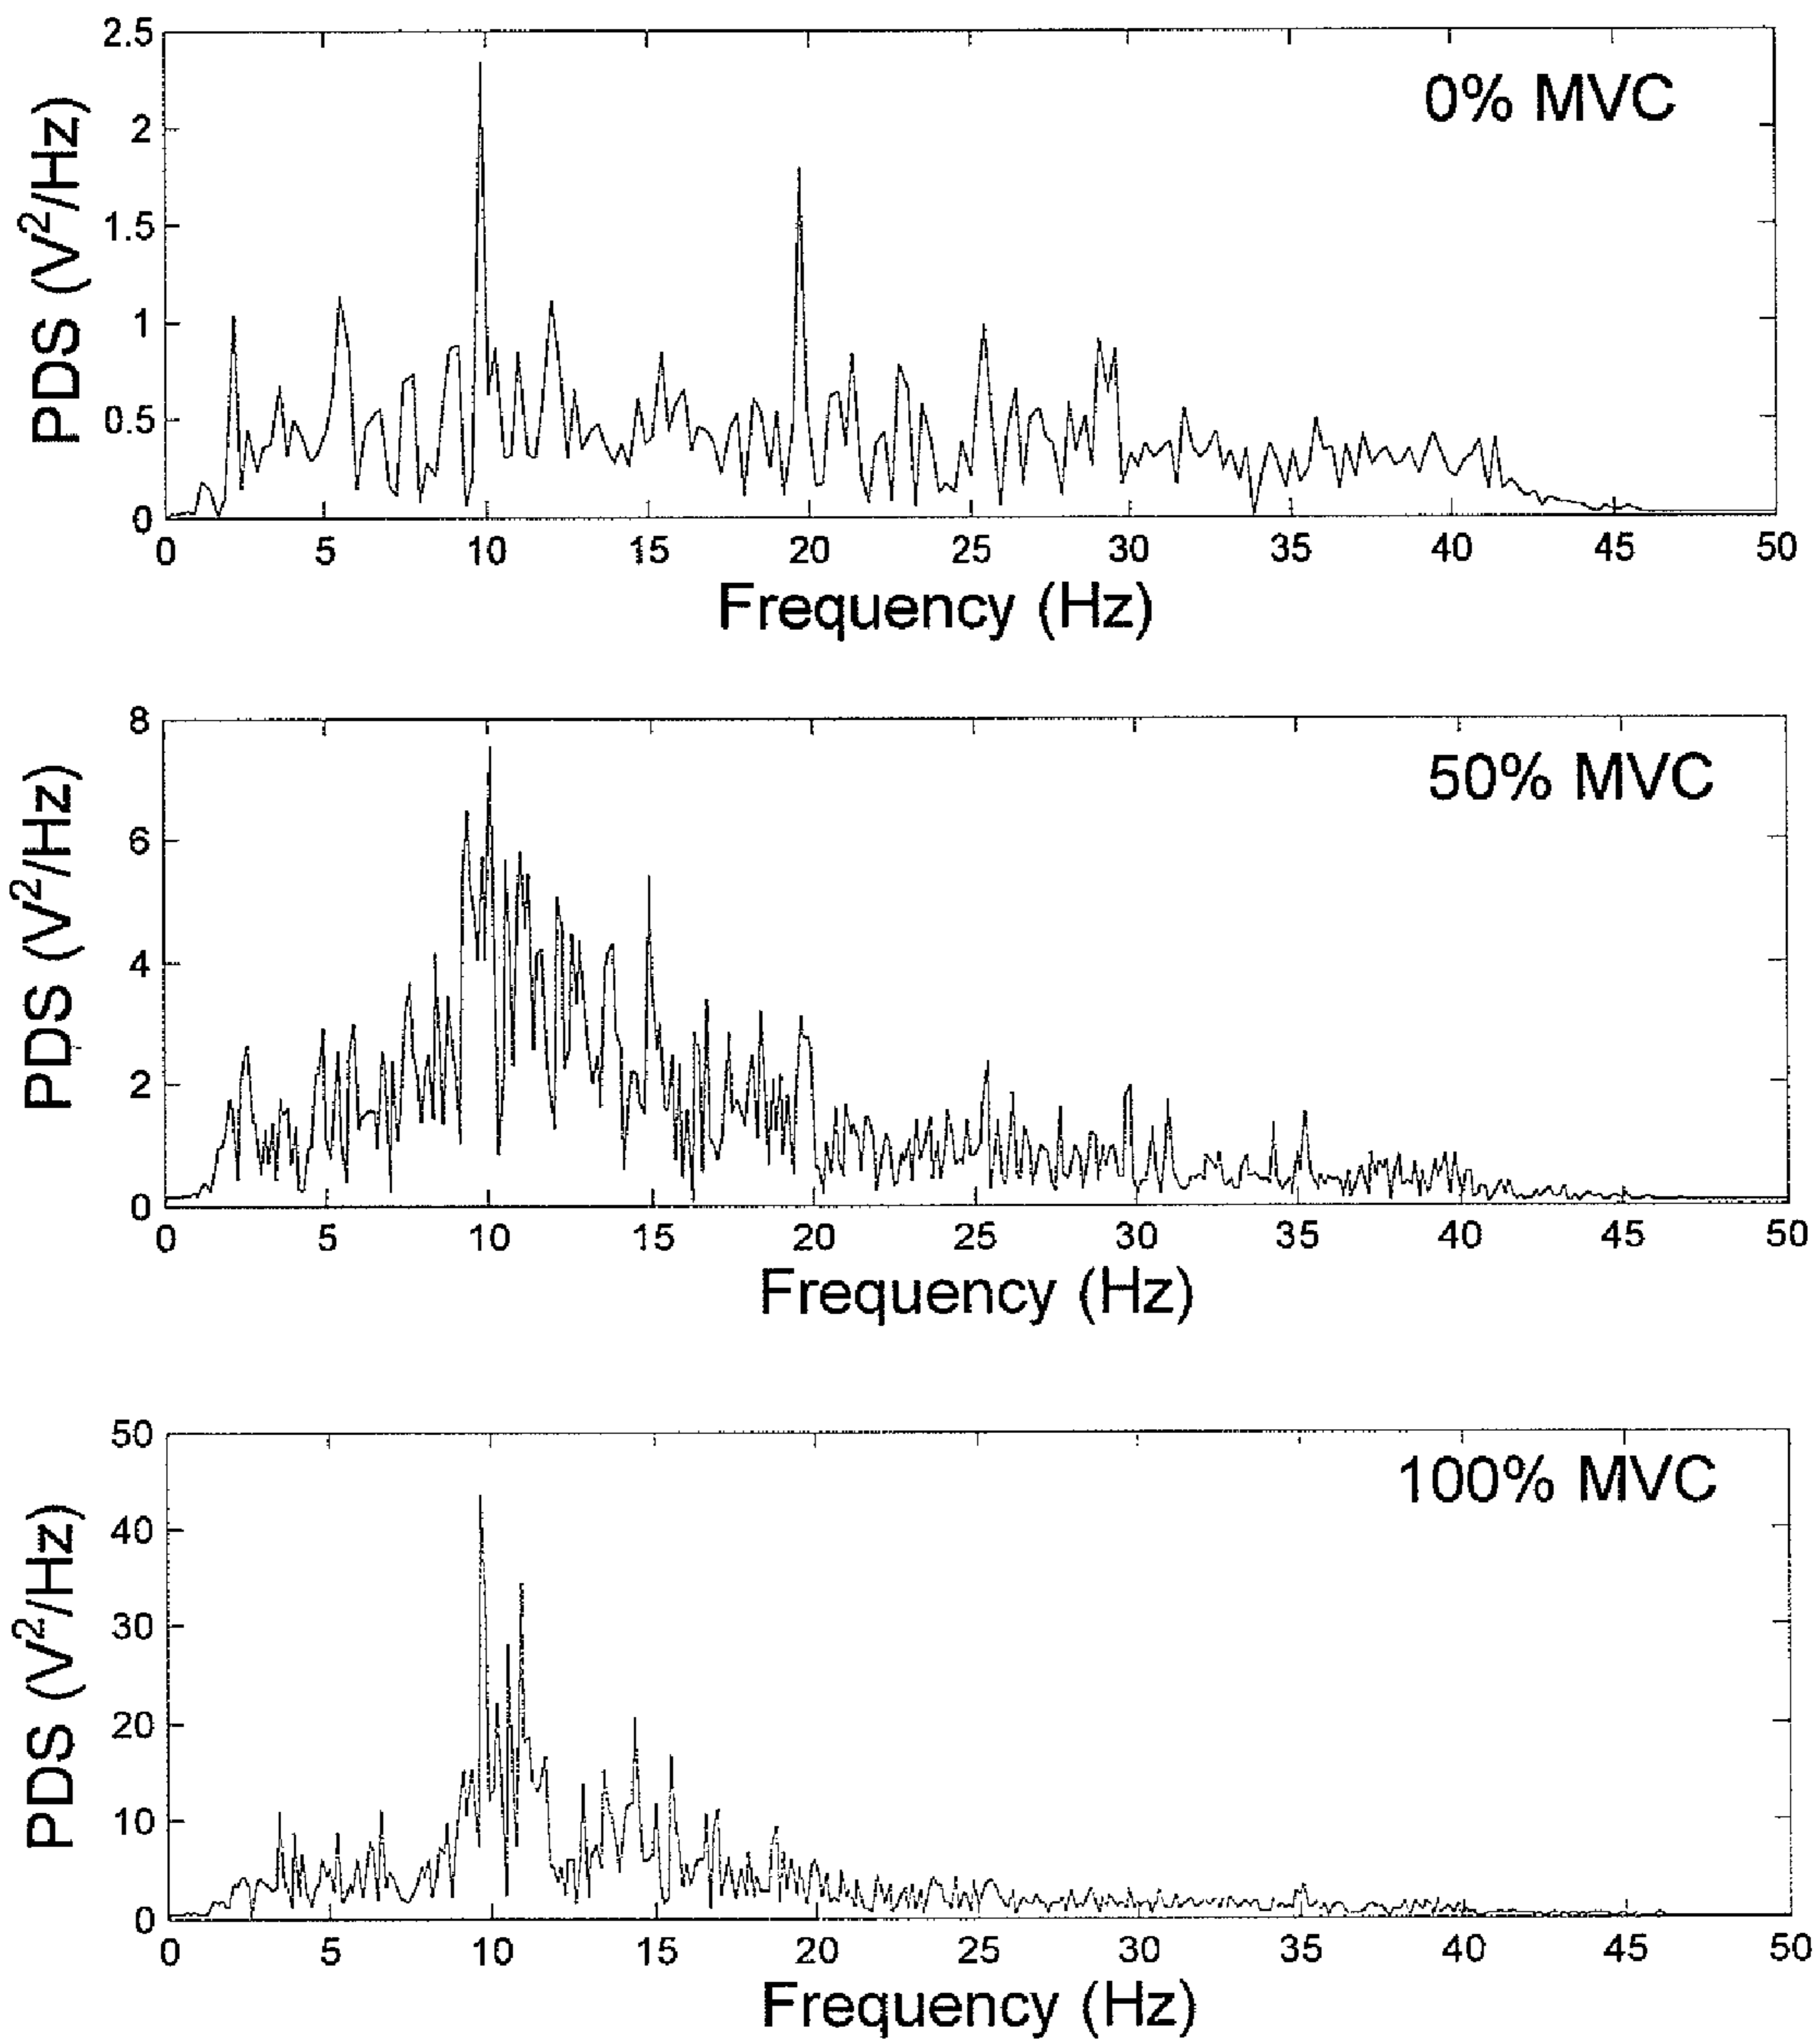 0% MVC
PDS (V²/Hz)
2.5
2
1.5
1
0.5
0
0 5 10 15 20 25 30 35 40 45 50
Frequency (Hz)
50% MVC
PDS (V²/Hz)
8
6
4
2
0
0 5 10 15 20 25 30 35 40 45 50
Frequency (Hz)
100% MVC
PDS (V²/Hz)
50
40
30
20
10
0
0 5 10 15 20 25 30 35 40 45 50
Frequency (Hz)